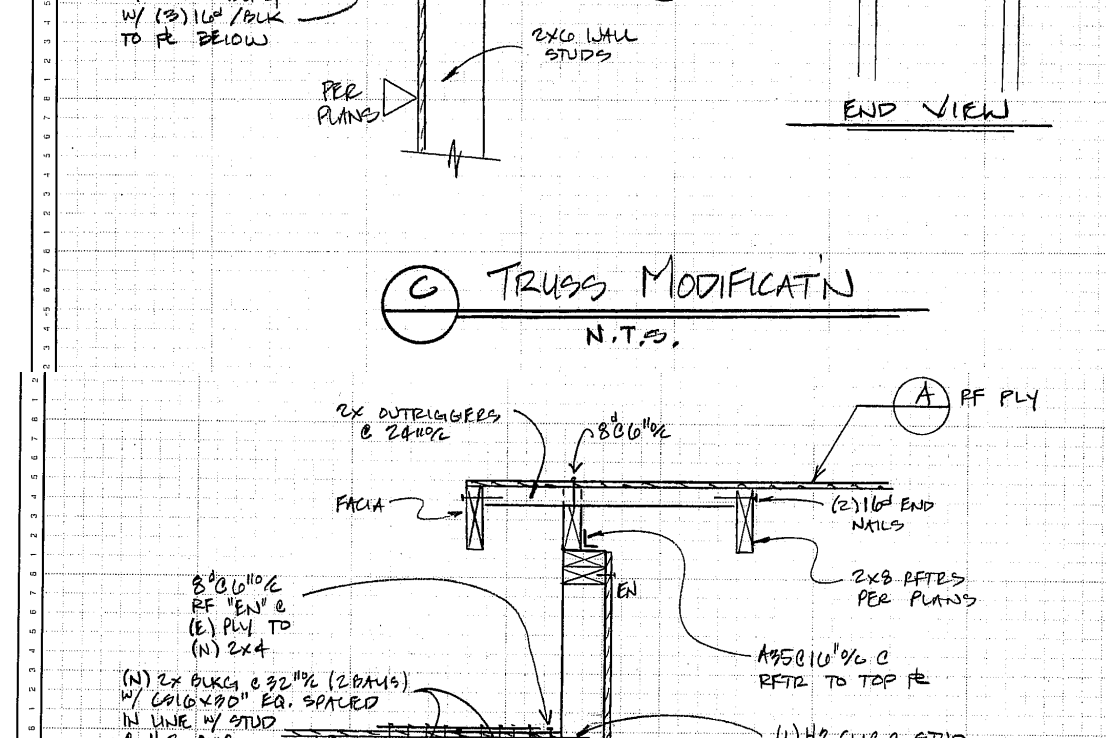 W/ (3) 16d /BLK
TO PL BELOW
2X6 WALL
STUDS
PER
PLANS
END VIEW
C
TRUSS MODIFICAT'N
N.T.S.
A RF PLY
2X OUTRIGGERS
@ 24"O/C
8d@6"O/C
FACIA
(2) 16d END
NAILS
8d@6"O/C
RF "EN" @
(E) PLY TO
(N) 2X4
EN
2X8 RFTRS
PER PLANS
A35@16"O/C @
RFTR TO TOP PL
(N) 2X BLKG @ 32"O/C (2 BAYS)
W/ CS16X30" EQ. SPACED
IN LINE W/ STUD